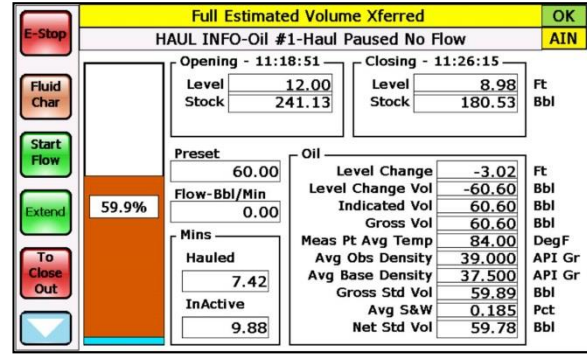 Full Estimated Volume Xferred OK
E-Stop HAUL INFO-Oil #1-Haul Paused No Flow AIN
Opening - 11:18:51 Closing - 11:26:15
Fluid Char Level 12.00 Level 8.98 Ft
Stock 241.13 Stock 180.53 Bbl
Start Flow
Preset
60.00
Flow-Bbl/Min
0.00
Extend
59.9%
Mins
Hauled
7.42
InActive
9.88
To Close Out
Oil
Level Change -3.02 Ft
Level Change Vol -60.60 Bbl
Indicated Vol 60.60 Bbl
Gross Vol 60.60 Bbl
Meas Pt Avg Temp 84.00 DegF
Avg Obs Density 39.000 API Gr
Avg Base Density 37.500 API Gr
Gross Std Vol 59.89 Bbl
Avg S&W 0.185 Pct
Net Std Vol 59.78 Bbl